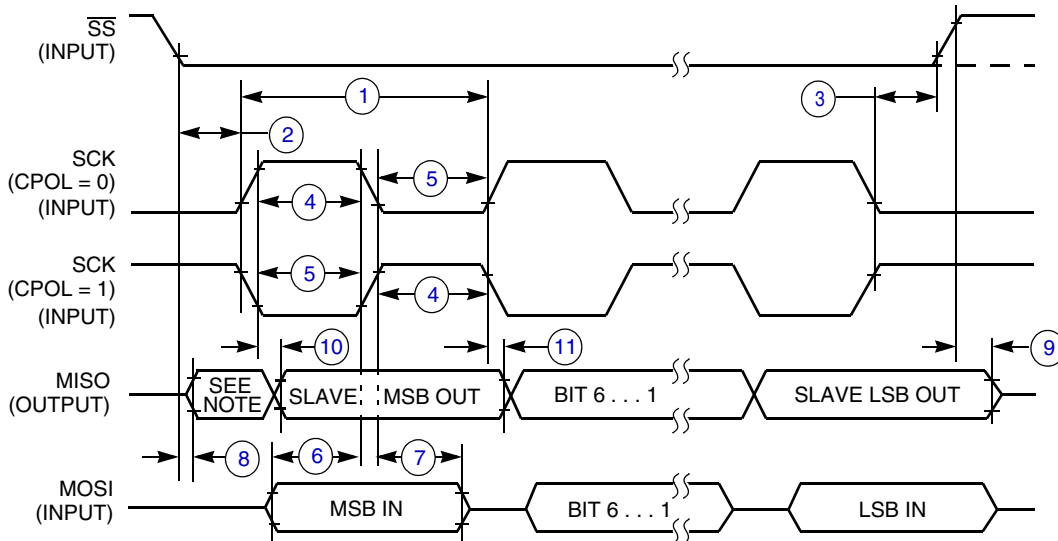 SS
(INPUT)
1
3
2
SCK
(CPOL = 0)
(INPUT)
5
4
SCK
(CPOL = 1)
(INPUT)
5
4
10
11
9
MISO
(OUTPUT)
SEE
NOTE
SLAVE
MSB OUT
BIT 6 . . . 1
SLAVE LSB OUT
8
6
7
MOSI
(INPUT)
MSB IN
BIT 6 . . . 1
LSB IN